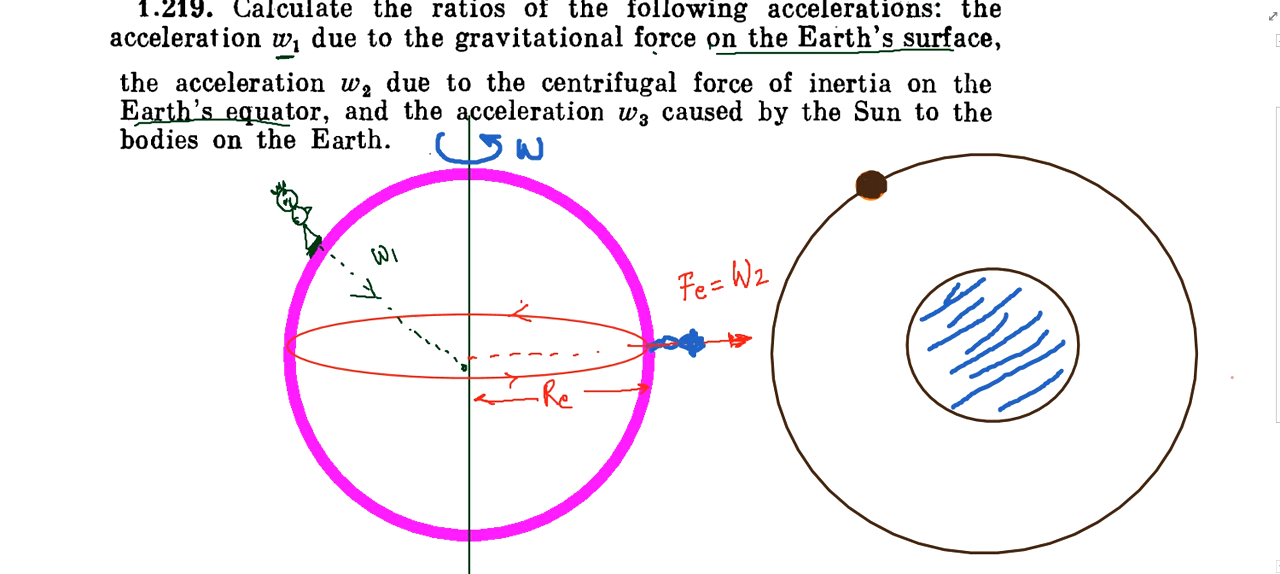 1.219. Calculate the ratios of the following accelerations: the
acceleration w₁ due to the gravitational force on the Earth's surface,
the acceleration w₂ due to the centrifugal force of inertia on the
Earth's equator, and the acceleration w₃ caused by the Sun to the
bodies on the Earth.
W
W1
Fe = W2
Re